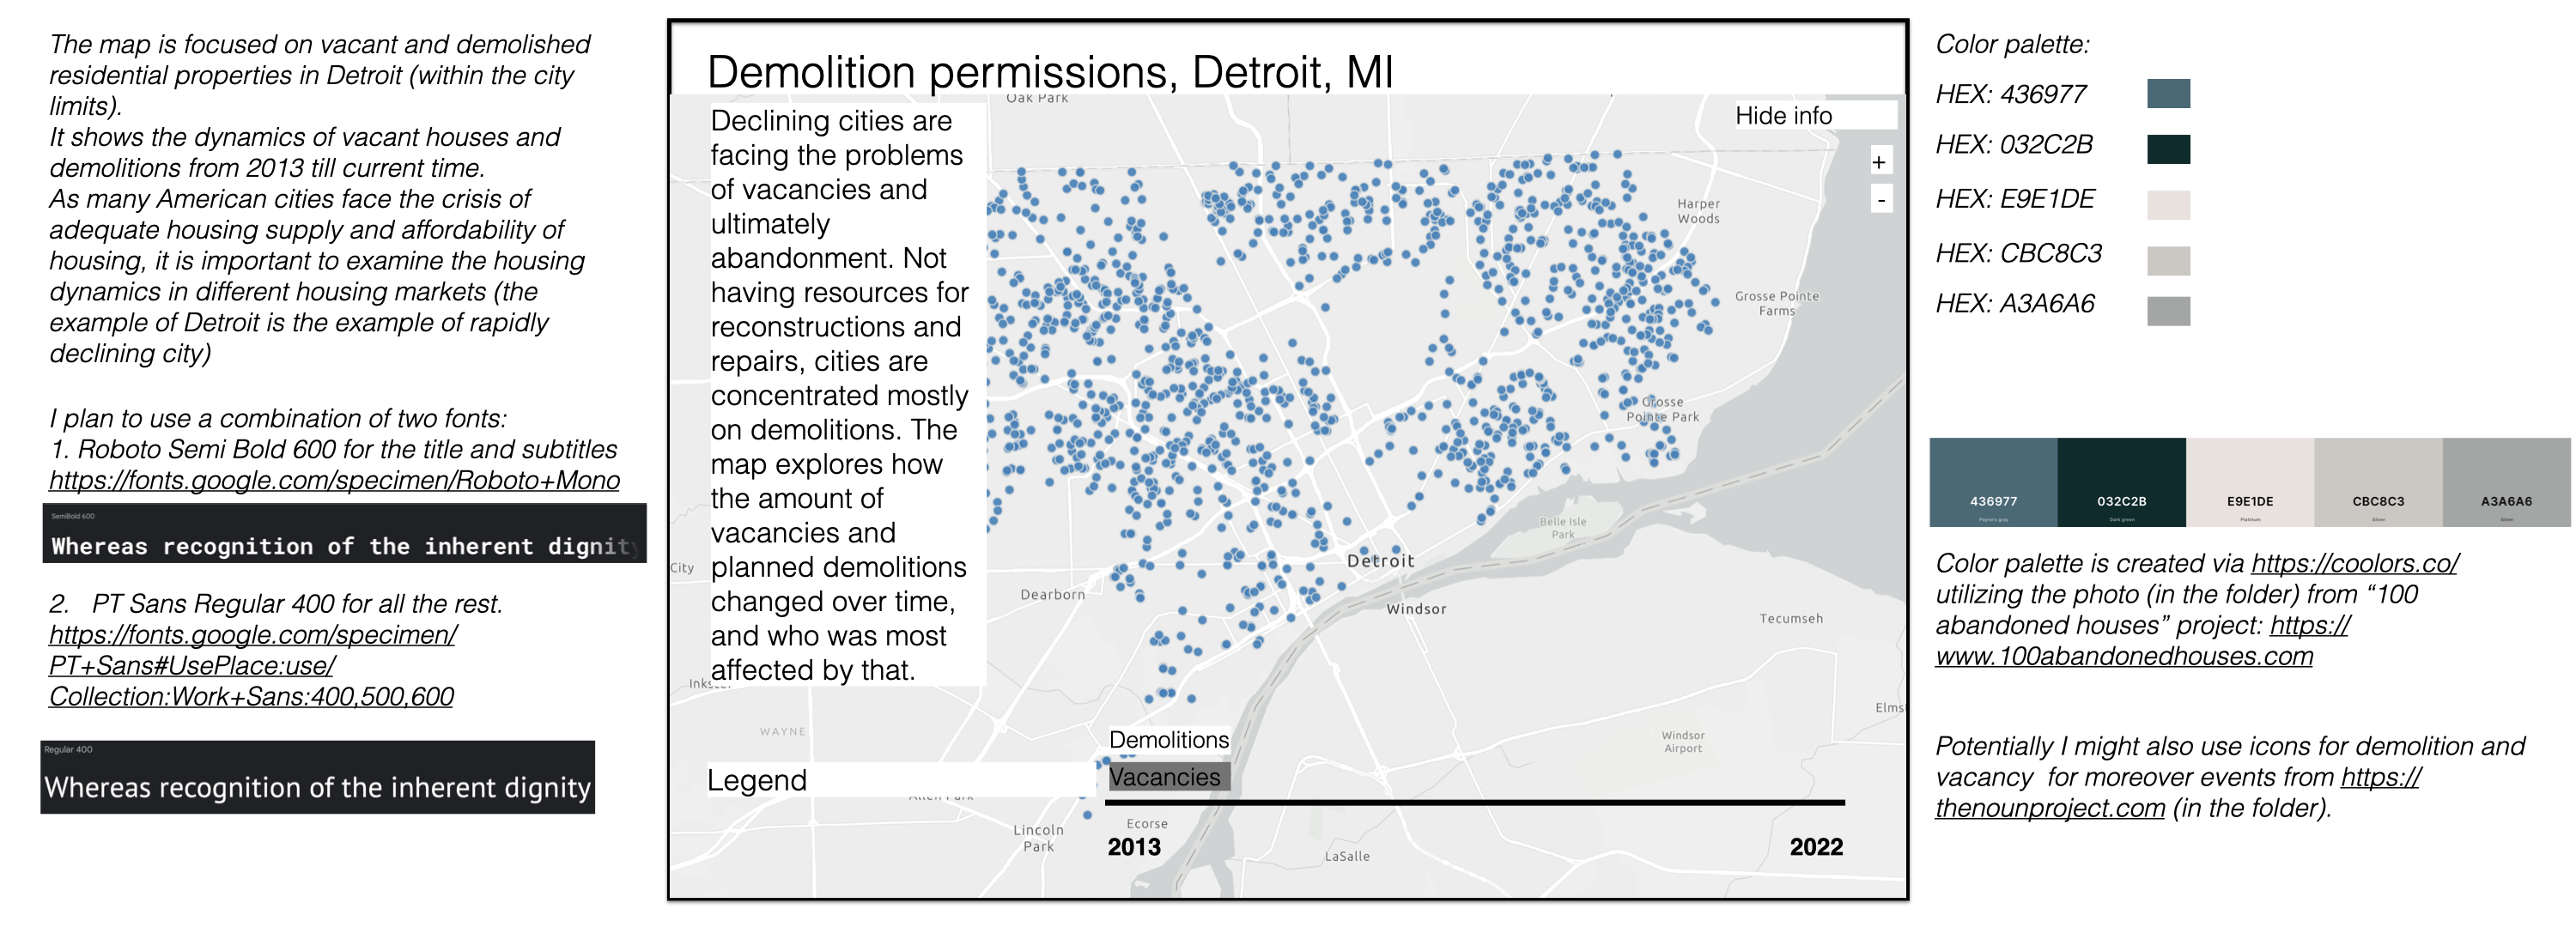 The map is focused on vacant and demolished
residential properties in Detroit (within the city
limits).
It shows the dynamics of vacant houses and
demolitions from 2013 till current time.
As many American cities face the crisis of
adequate housing supply and affordability of
housing, it is important to examine the housing
dynamics in different housing markets (the
example of Detroit is the example of rapidly
declining city)
I plan to use a combination of two fonts:
1. Roboto Semi Bold 600 for the title and subtitles
https://fonts.google.com/specimen/Roboto+Mono
SemiBold 600
Whereas recognition of the inherent dignity
2. PT Sans Regular 400 for all the rest.
https://fonts.google.com/specimen/
PT+Sans#UsePlace:use/
Collection:Work+Sans:400,500,600
Regular 400
Whereas recognition of the inherent dignity
Demolition permissions, Detroit, MI
Declining cities are
facing the problems
of vacancies and
ultimately
abandonment. Not
having resources for
reconstructions and
repairs, cities are
concentrated mostly
on demolitions. The
map explores how
the amount of
vacancies and
planned demolitions
changed over time,
and who was most
affected by that.
Hide info
+
-
Oak Park
Harper
Woods
Grosse Pointe
Farms
Grosse
Pointe Park
Belle Isle
Park
Detroit
Windsor
Tecumseh
City
Dearborn
Inkster
WAYNE
Elms
Windsor
Airport
Demolitions
Vacancies
Legend
Allen Park
Lincoln
Park
Ecorse
LaSalle
2013
2022
Color palette:
HEX: 436977
HEX: 032C2B
HEX: E9E1DE
HEX: CBC8C3
HEX: A3A6A6
436977
Payne's gray
032C2B
Dark green
E9E1DE
Platinum
CBC8C3
Silver
A3A6A6
Silver
Color palette is created via https://coolors.co/
utilizing the photo (in the folder) from “100
abandoned houses” project: https://
www.100abandonedhouses.com
Potentially I might also use icons for demolition and
vacancy for moreover events from https://
thenounproject.com (in the folder).